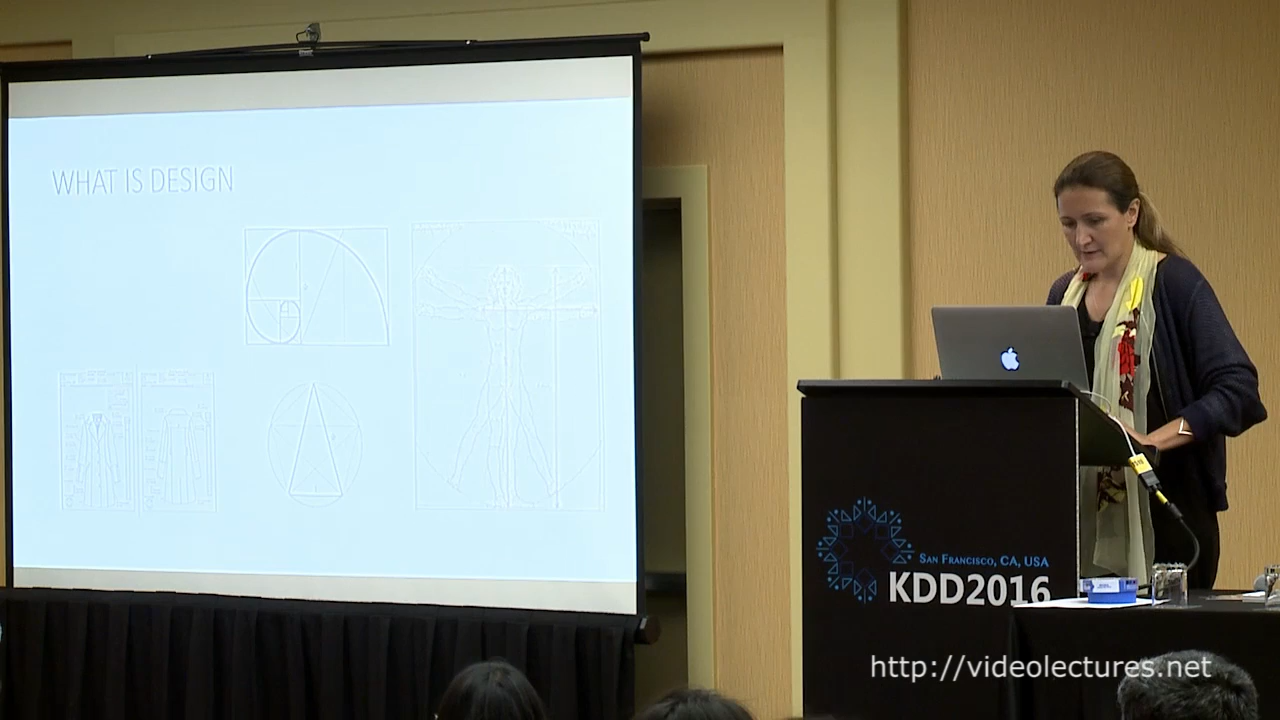 WHAT IS DESIGN
San Francisco, CA, USA
KDD2016
http://videolectures.net